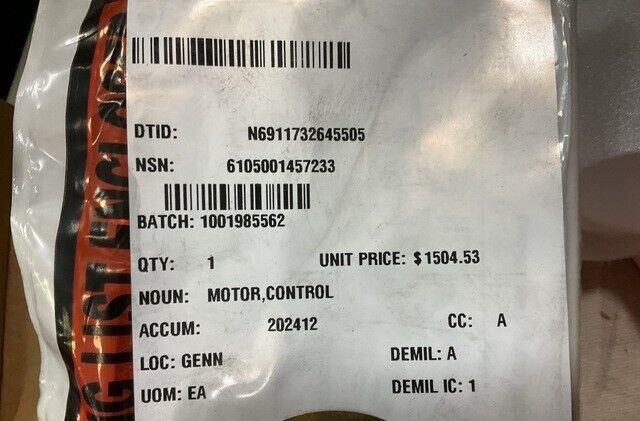 DTID: N6911732645505
NSN: 6105001457233
BATCH: 1001985562
QTY: 1 UNIT PRICE: $1504.53
NOUN: MOTOR,CONTROL
ACCUM: 202412 CC: A
LOC: GENN DEMIL: A
UOM: EA DEMIL IC: 1
LIST